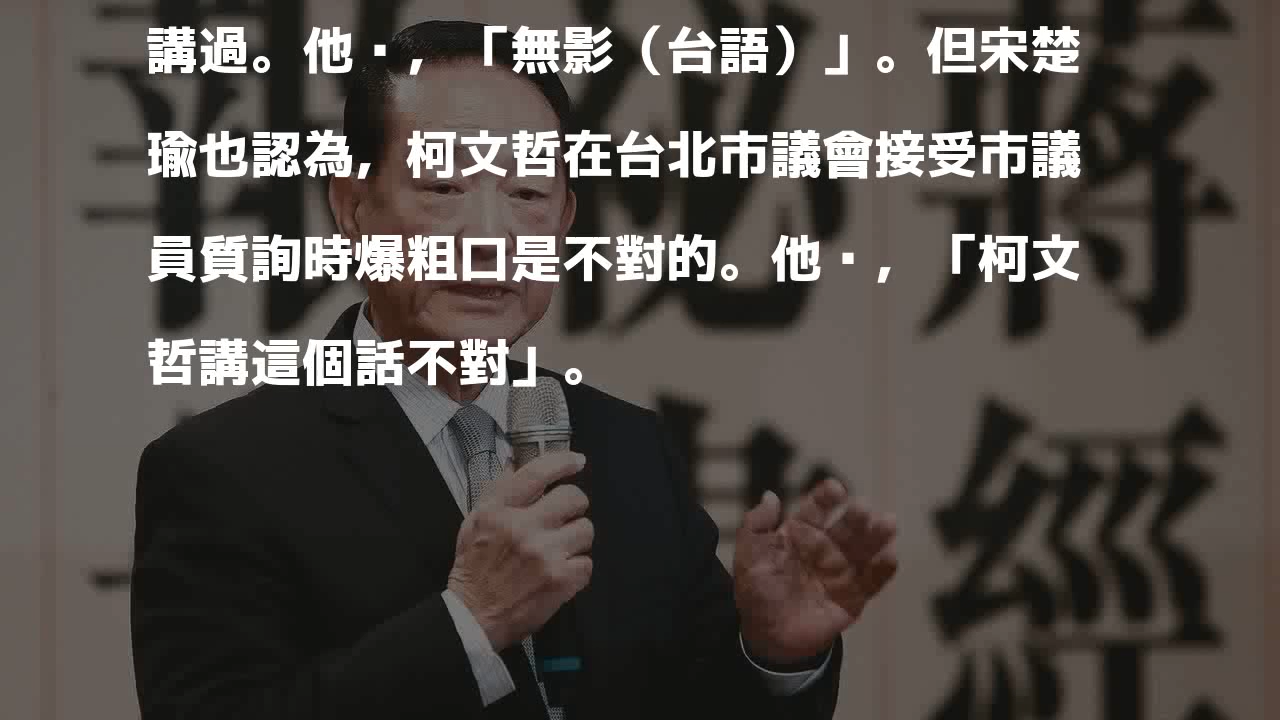 講過。他▪，「無影（台語）」。但宋楚
瑜也認為，柯文哲在台北市議會接受市議
員質詢時爆粗口是不對的。他▪，「柯文
哲講這個話不對」。
蔣
經